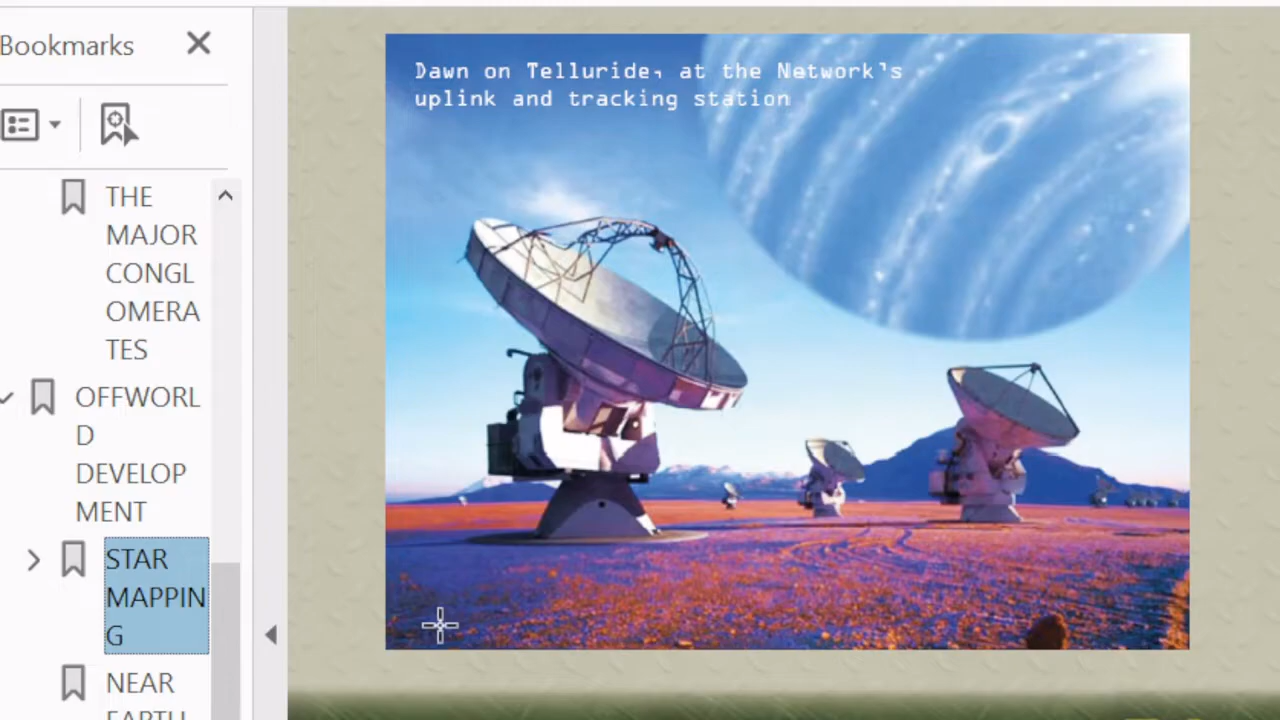 Bookmarks
THE
MAJOR
CONGL
OMERA
TES
OFFWORL
D
DEVELOP
MENT
STAR
MAPPIN
G
NEAR
EARTH
Dawn on Telluride, at the Network's
uplink and tracking station